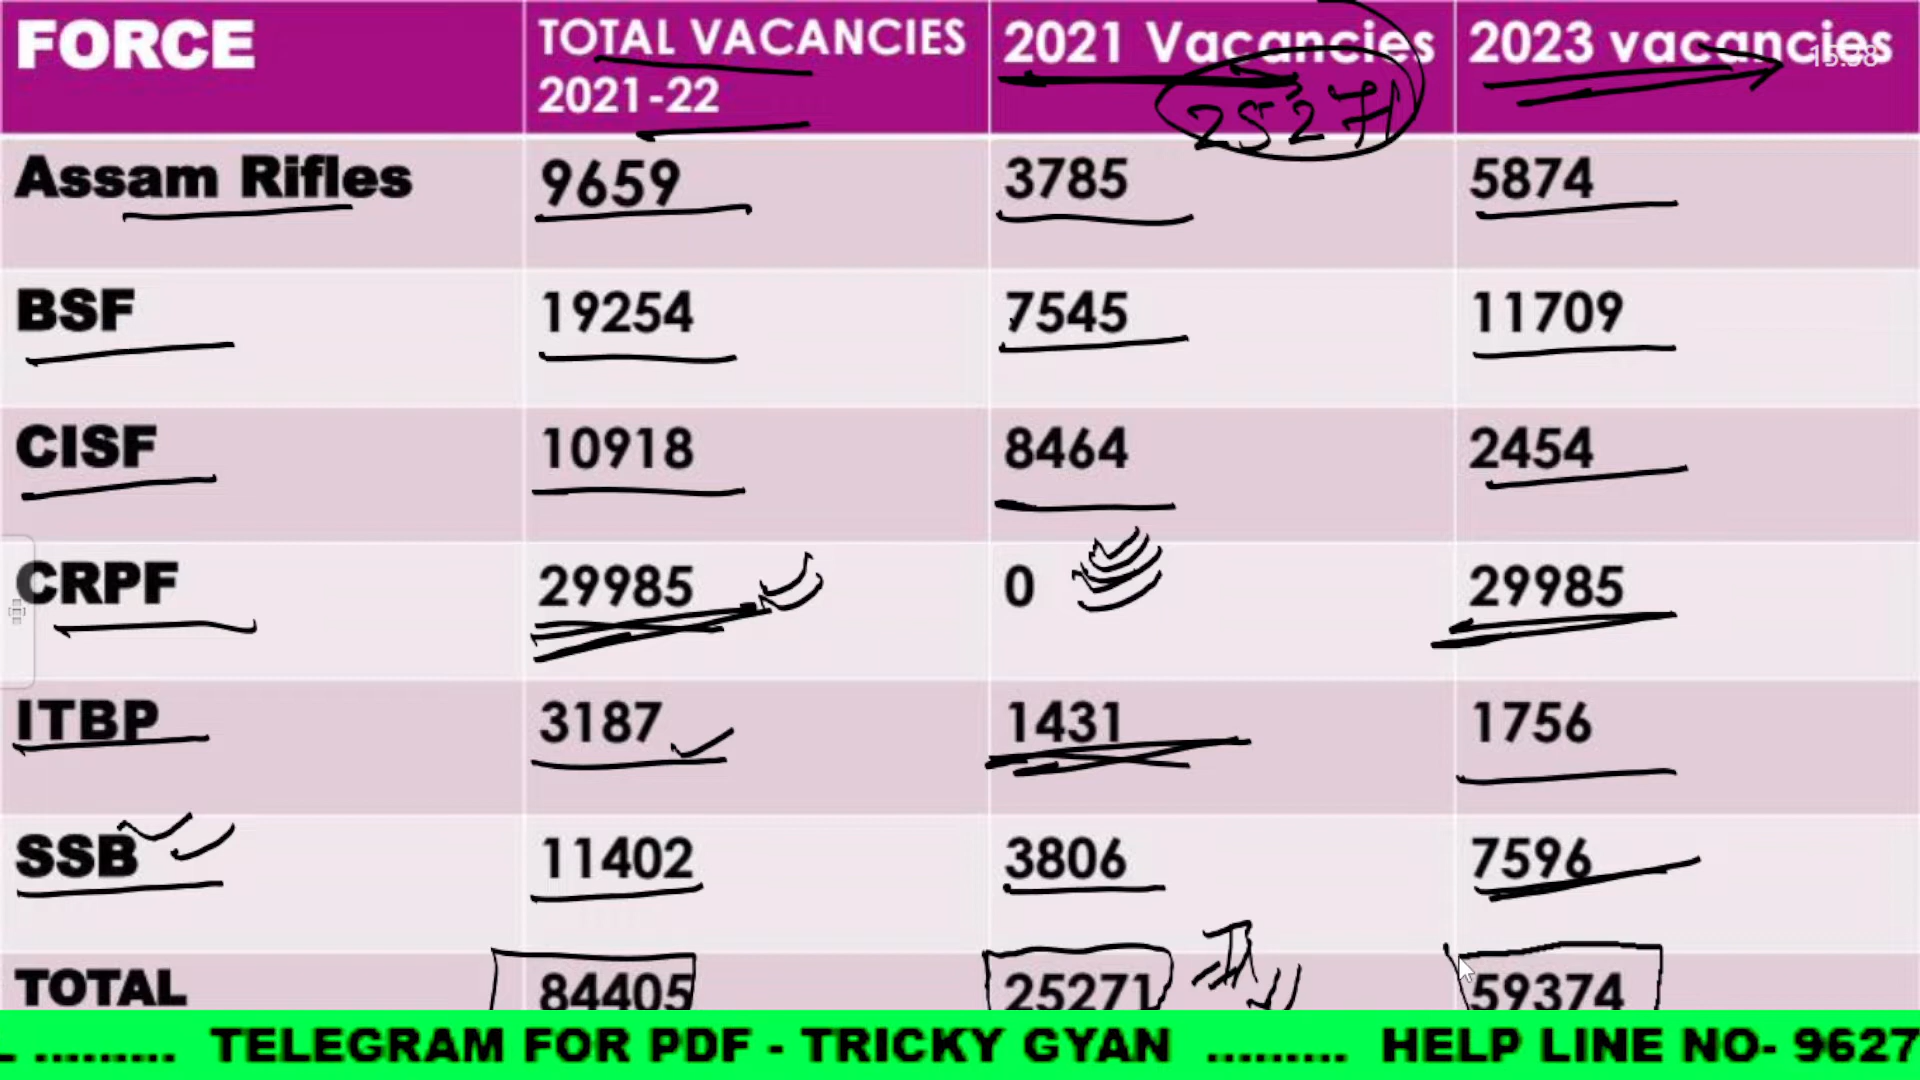 FORCE TOTAL VACANCIES 2021 Vacancies 2023 vacancies
2021-22 25271
15:38
Assam Rifles 9659 3785 5874
BSF 19254 7545 11709
CISF 10918 8464 2454
CRPF 29985 0 29985
ITBP 3187 1431 1756
SSB 11402 3806 7596
TOTAL 84405 25271 59374
......... TELEGRAM FOR PDF - TRICKY GYAN ......... HELP LINE NO- 9627